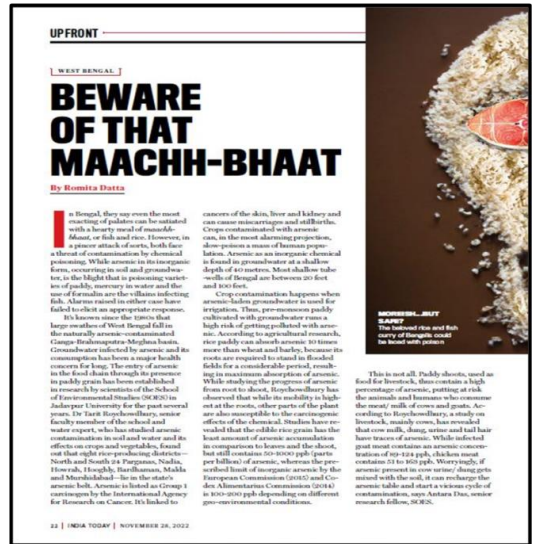 UPFRONT
WEST BENGAL
BEWARE
OF THAT
MAACHH-BHAAT
By Romita Datta
In Bengal, they say even the most
exacting of palates can be satiated
with a hearty meal of maachh-
bhaat, or fish and rice. However, in
a pincer attack of sorts, both face
a threat of contamination by chemical
poisoning. While arsenic in its inorganic
form, occurring in soil and groundwa-
ter, is the blight that is poisoning variet-
ies of paddy, mercury in water and the
use of formalin are the villains infecting
fish. Alarms raised in either case have
failed to elicit an appropriate response.
It's known since the 1980s that
large swathes of West Bengal fall in
the naturally arsenic-contaminated
Ganga-Brahmaputra-Meghna basin.
Groundwater infected by arsenic and its
consumption has been a major health
concern for long. The entry of arsenic
in the food chain through its presence
in paddy grain has been established
in research by scientists of the School
of Environmental Studies (SOES) in
Jadavpur University for the past several
years. Dr Tarit Roychowdhury, senior
faculty member of the school and
water expert, who has studied arsenic
contamination in soil and water and its
effects on crops and vegetables, found
out that eight rice-producing districts—
North and South 24 Parganas, Nadia,
Howrah, Hooghly, Bardhaman, Malda
and Murshidabad—lie in the state's
arsenic belt. Arsenic is listed as Group 1
carcinogen by the International Agency
for Research on Cancer. It's linked to
cancers of the skin, liver and kidney and
can cause miscarriages and stillbirths.
Crops contaminated with arsenic
can, in the most alarming projection,
slow-poison a mass of human popu-
lation. Arsenic as an inorganic chemical
is found in groundwater at a shallow
depth of 40 metres. Most shallow tube
-wells of Bengal are between 20 feet
and 100 feet.
Crop contamination happens when
arsenic-laden groundwater is used for
irrigation. Thus, pre-monsoon paddy
cultivated with groundwater runs a
high risk of getting polluted with arse-
nic. According to agricultural research,
rice paddy can absorb arsenic 10 times
more than wheat and barley, because its
roots are required to stand in flooded
fields for a considerable period, result-
ing in maximum absorption of arsenic.
While studying the progress of arsenic
from root to shoot, Roychowdhury has
observed that while its mobility is high-
est at the roots, other parts of the plant
are also susceptible to the carcinogenic
effects of the chemical. Studies have re-
vealed that the edible rice grain has the
least amount of arsenic accumulation
in comparison to leaves and the shoot,
but still contains 50-1000 ppb (parts
per billion) of arsenic, whereas the pre-
scribed limit of inorganic arsenic by the
European Commission (2015) and Co-
dex Alimentarius Commission (2014)
is 100-200 ppb depending on different
geo-environmental conditions.
MOREISH...BUT
SAFE?
The beloved rice and fish
curry of Bengalis could
be laced with poison
This is not all. Paddy shoots, used as
food for livestock, thus contain a high
percentage of arsenic, putting at risk
the animals and humans who consume
the meat/ milk of cows and goats. Ac-
cording to Roychowdhury, a study on
livestock, mainly cows, has revealed
that cow milk, dung, urine and tail hair
have traces of arsenic. While infected
goat meat contains an arsenic concen-
tration of 119-124 ppb, chicken meat
contains 53 to 163 ppb. Worryingly, if
arsenic present in cow urine/ dung gets
mixed with the soil, it can recharge the
arsenic table and start a vicious cycle of
contamination, says Antara Das, senior
research fellow, SOES.
22 | INDIA TODAY | NOVEMBER 28, 2022